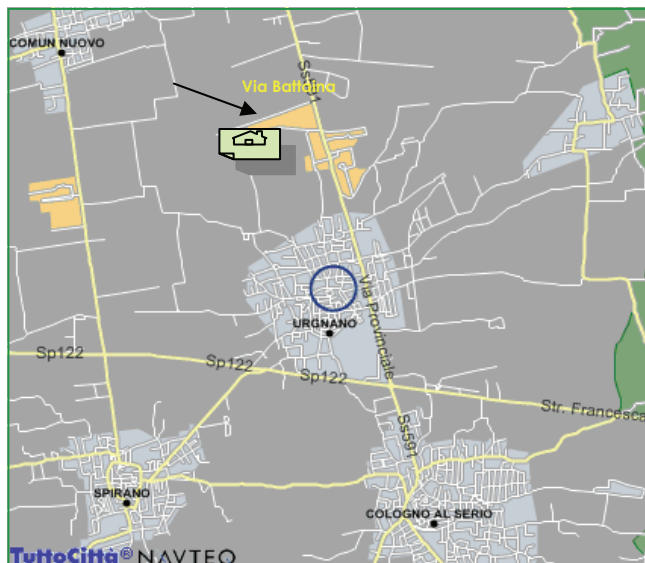 COMUN NUOVO
Ss591
Via Battaina
Via Provinciale
URGNANO
Sp122
Sp122
Sp122
Str. Francesca
Ss591
SPIRANO
COLOGNO AL SERIO
TuttoCittà® NAVTEQ